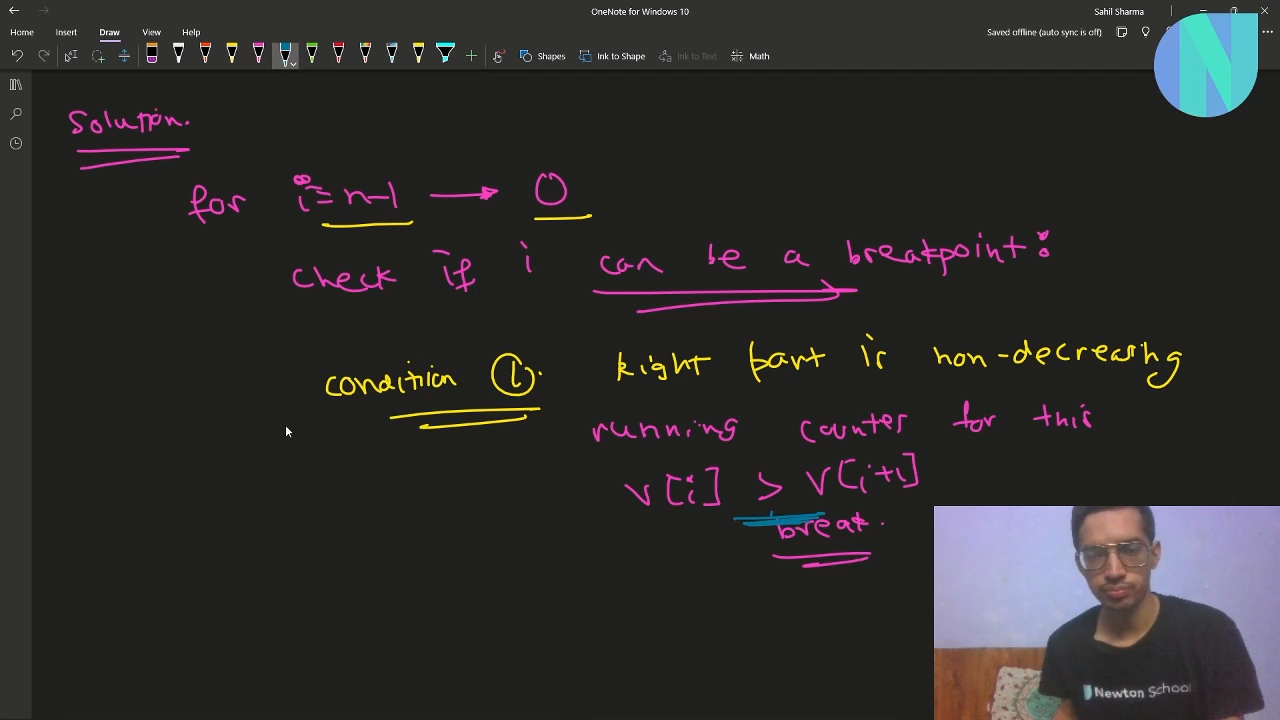 OneNote for Windows 10
Sahil Sharma
Home Insert Draw View Help
Saved offline (auto sync is off)
Shapes Ink to Shape Ink to Text Math
Solution.
for i = n-1 → 0
check if i can be a breakpoint:
condition ①. Right part is non-decreasing
running counter for this
v[i] > v[i+1]
break.
Newton School